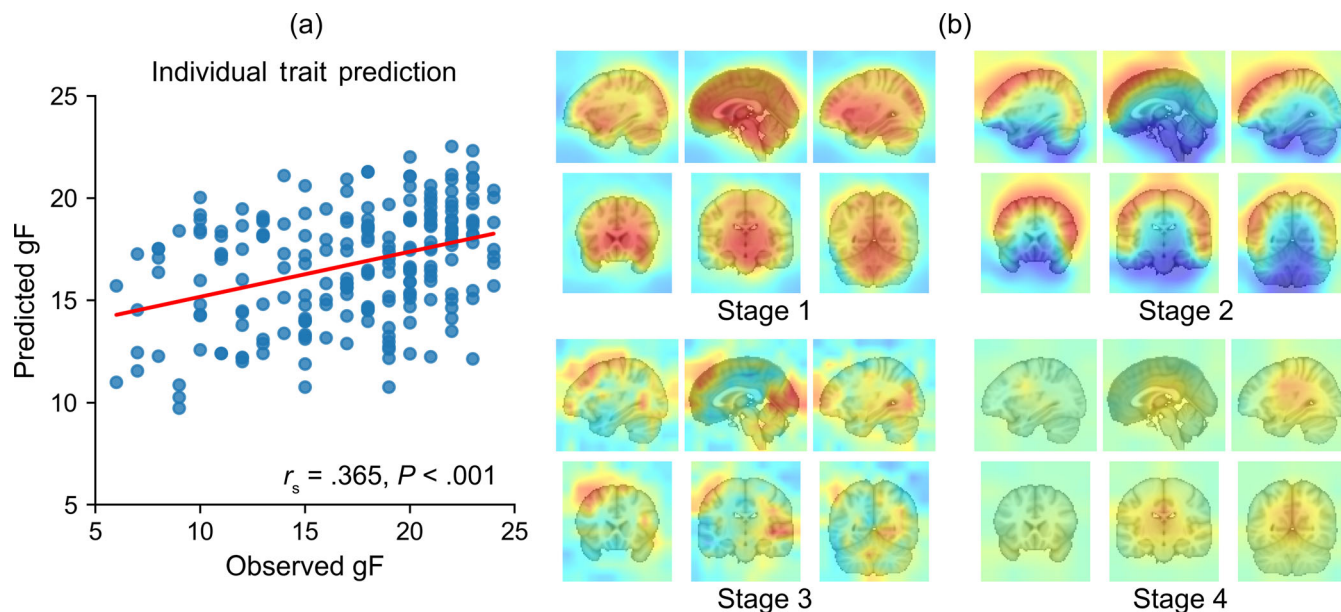 (a)
Individual trait prediction
25
20
15
10
5
Predicted gF
r_s = .365, P < .001
5 10 15 20 25
Observed gF
(b)
Stage 1
Stage 2
Stage 3
Stage 4